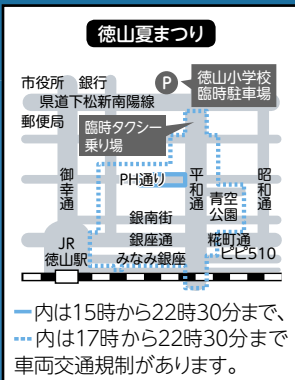 徳山夏まつり
市役所 銀行
P
徳山小学校
臨時駐車場
県道下松新南陽線
郵便局
臨時タクシー
乗り場
御幸通
PH通り
平和通
青空
公園
昭和通
銀南街
JR
徳山駅
銀座通
糀町通
みなみ銀座
ピピ510
内は15時から22時30分まで、
内は17時から22時30分まで
車両交通規制があります。